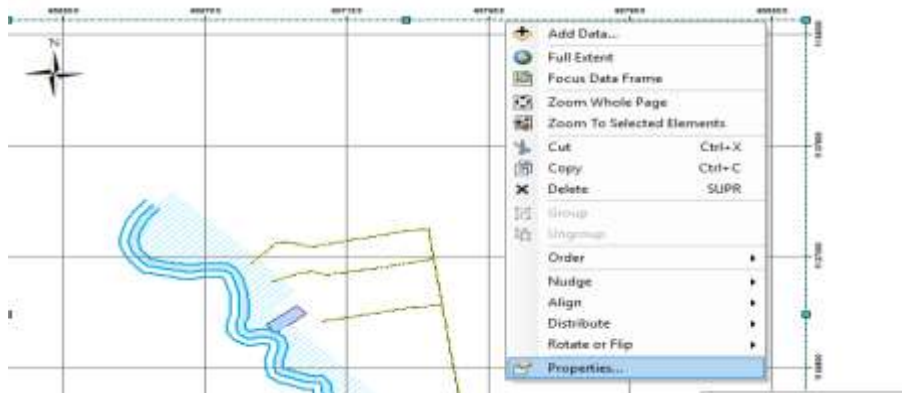 N
Add Data...
Full Extent
Focus Data Frame
Zoom Whole Page
Zoom To Selected Elements
Cut Ctrl+X
Copy Ctrl+C
Delete SUPR
Group
Ungroup
Order
Nudge
Align
Distribute
Rotate or Flip
Properties...